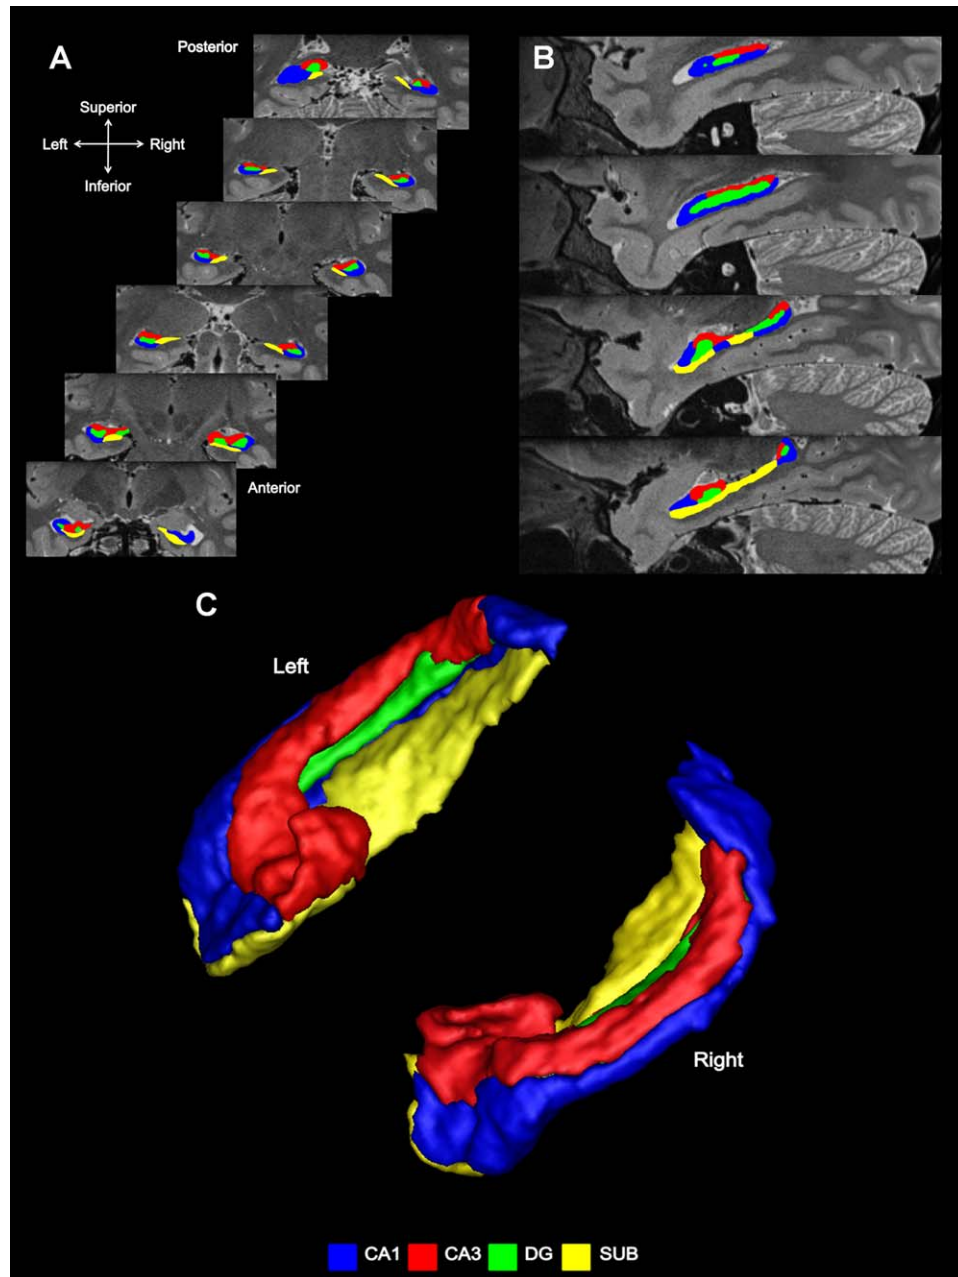 A
Posterior
B
Superior
Left
Right
Inferior
Anterior
C
Left
Right
CA1 CA3 DG SUB